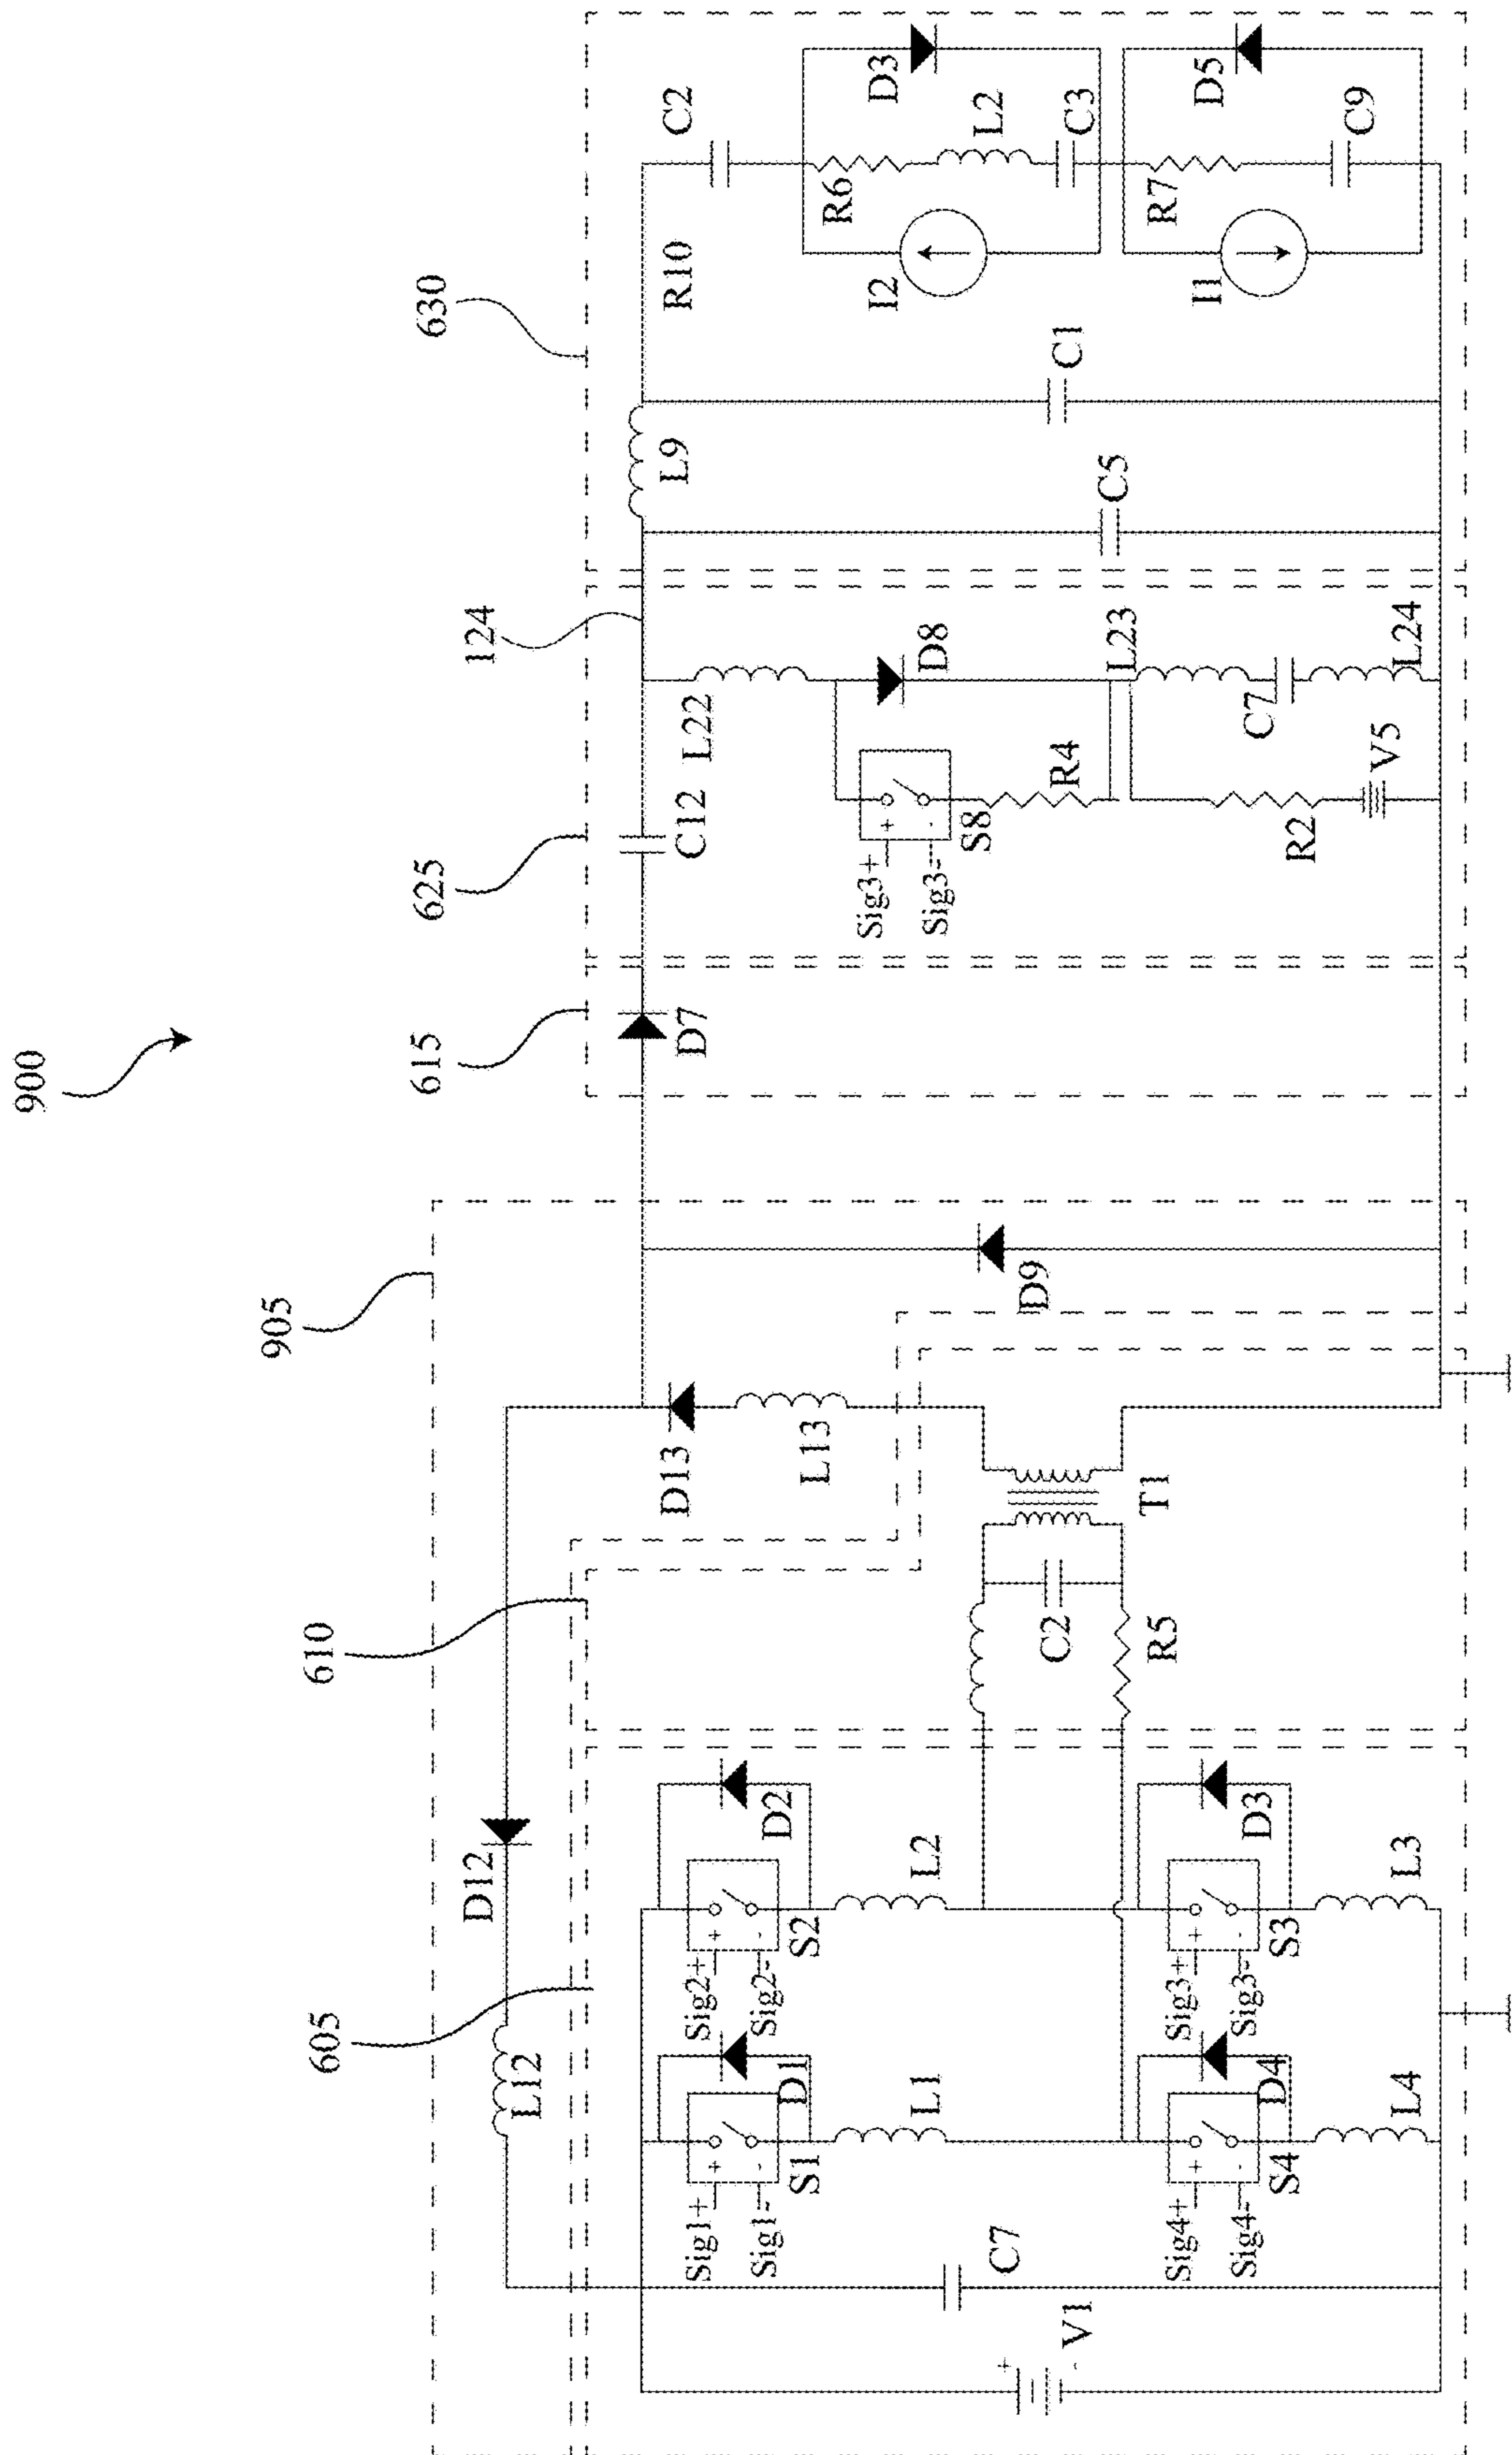 900
905
610
605
615
625
124
630
D12
L12
Sig1+
Sig1-
+
-
S1
D1
L1
Sig2+
Sig2-
+
-
S2
D2
L2
Sig4+
Sig4-
+
-
S4
D4
L4
Sig3+
Sig3-
+
-
S3
D3
L3
C7
+
-
V1
C2
R5
T1
D13
L13
D9
D7
C12
L22
D8
Sig3+
Sig3-
+
-
S8
R4
L23
R2
V5
C7
L24
L9
C5
C1
R10
C2
R6
L2
C3
D3
I2
R7
C9
D5
I1